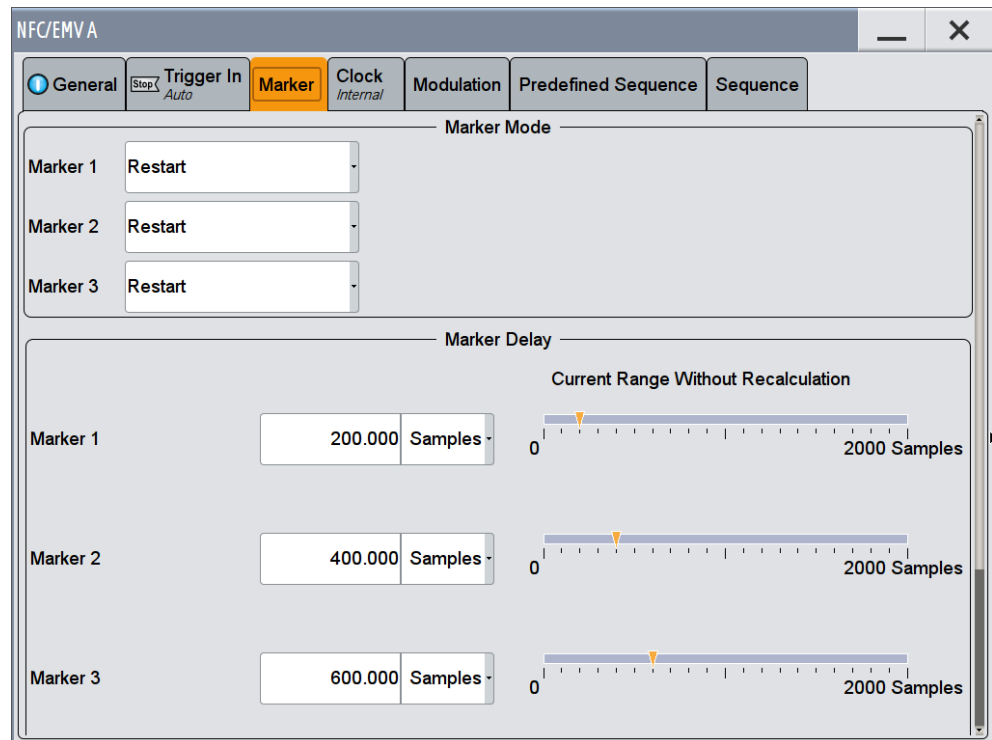 NFC/EMV A
General
Stop Trigger In
Auto
Marker
Clock
Internal
Modulation
Predefined Sequence
Sequence
Marker Mode
Marker 1 Restart
Marker 2 Restart
Marker 3 Restart
Marker Delay
Current Range Without Recalculation
Marker 1 200.000 Samples
0 2000 Samples
Marker 2 400.000 Samples
0 2000 Samples
Marker 3 600.000 Samples
0 2000 Samples